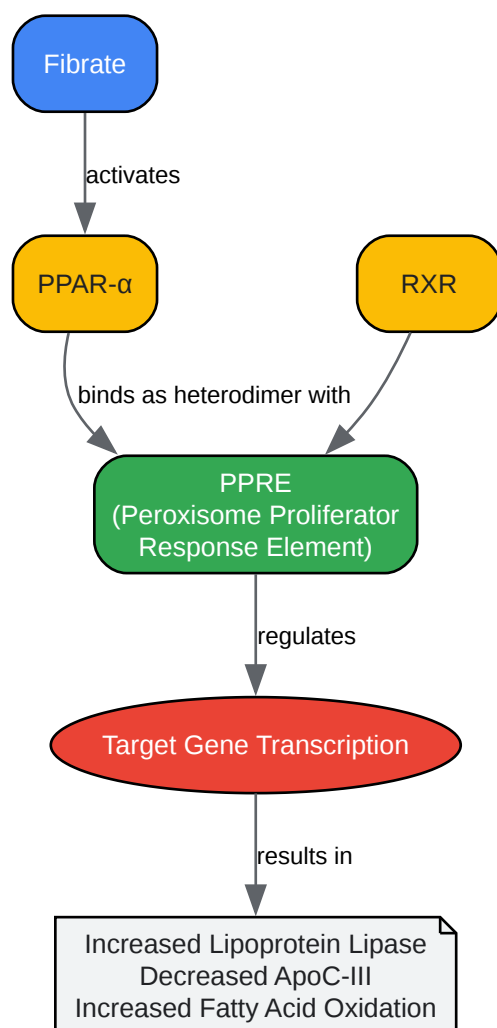 Fibrate
activates
PPAR-α
RXR
binds as heterodimer with
PPRE
(Peroxisome Proliferator
Response Element)
regulates
Target Gene Transcription
results in
Increased Lipoprotein Lipase
Decreased ApoC-III
Increased Fatty Acid Oxidation